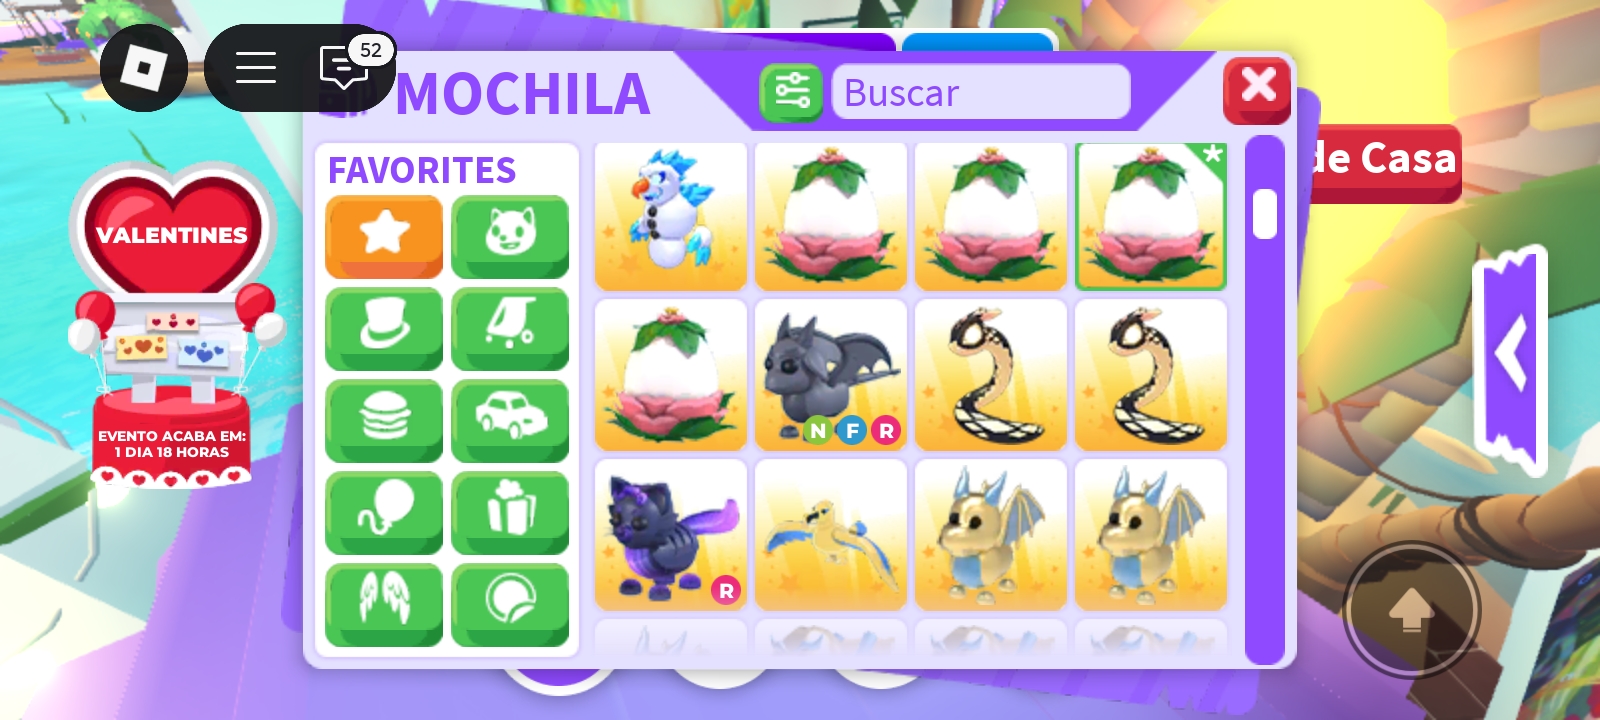 52
MOCHILA
Buscar
FAVORITES
de Casa
VALENTINES
EVENTO ACABA EM:
1 DIA 18 HORAS
N F R
R